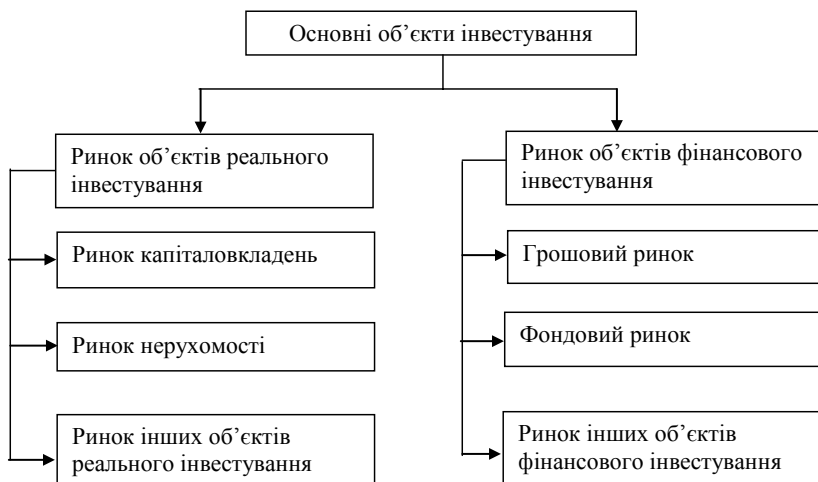 Основні об’єкти інвестування
Ринок об’єктів реального
інвестування
Ринок капіталовкладень
Ринок нерухомості
Ринок інших об’єктів
реального інвестування
Ринок об’єктів фінансового
інвестування
Грошовий ринок
Фондовий ринок
Ринок інших об’єктів
фінансового інвестування